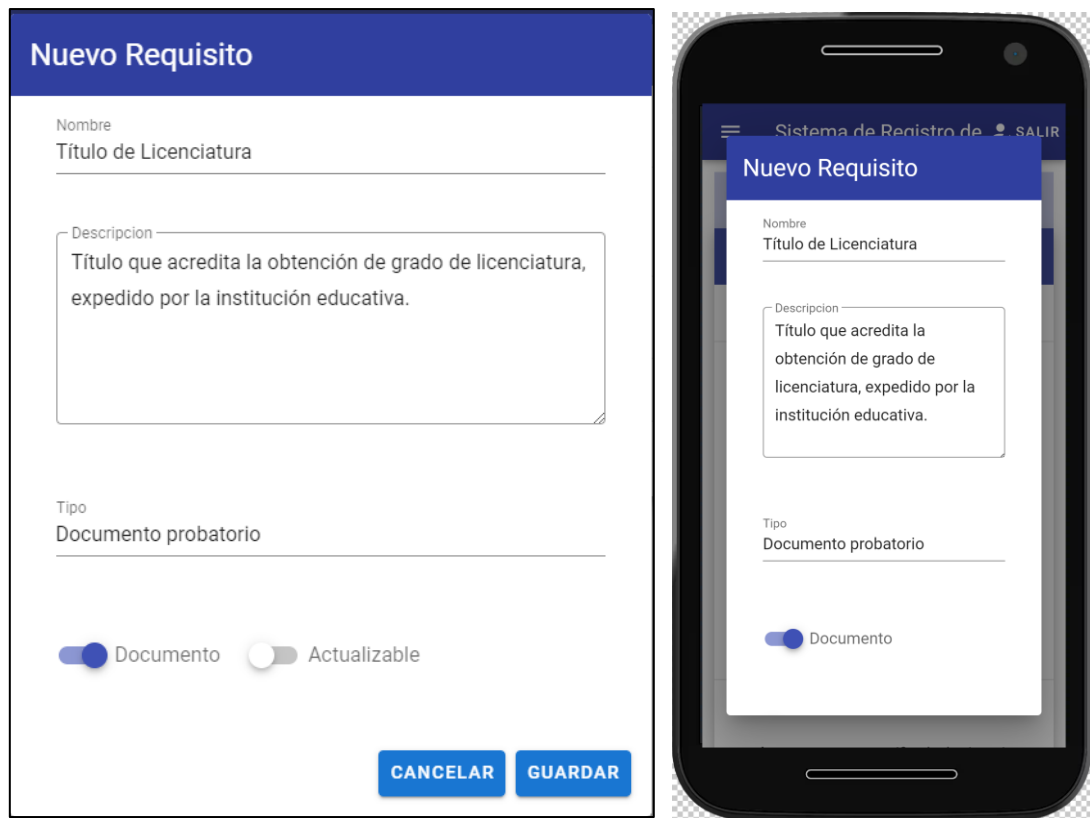 Nuevo Requisito
Nombre
Título de Licenciatura
Descripcion
Título que acredita la obtención de grado de licenciatura,
expedido por la institución educativa.
Tipo
Documento probatorio
Documento
Actualizable
CANCELAR
GUARDAR
Sistema de Registro de
SALIR
Nuevo Requisito
Nombre
Título de Licenciatura
Descripcion
Título que acredita la
obtención de grado de
licenciatura, expedido por la
institución educativa.
Tipo
Documento probatorio
Documento